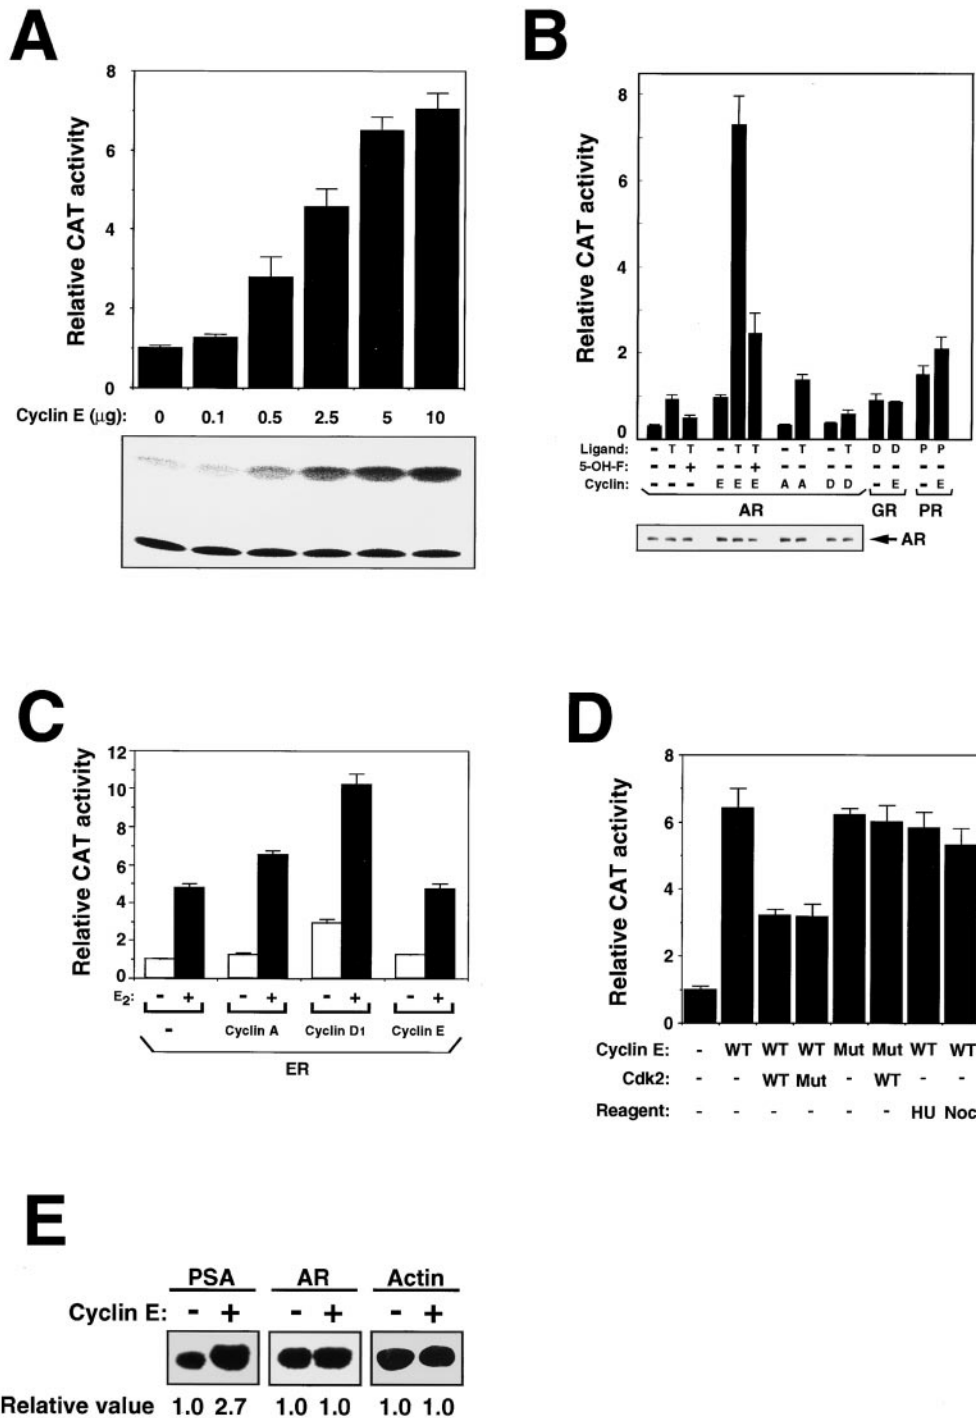 A
8
6
4
2
0
Relative CAT activity
Cyclin E (μg): 0 0.1 0.5 2.5 5 10
B
8
6
4
2
0
Relative CAT activity
Ligand: - T T - T T - T - T D D P P
5-OH-F: - - + - - + - - - - - - - -
Cyclin: - - - E E E A A D D - E - E
AR GR PR
AR
C
12
10
8
6
4
2
0
Relative CAT activity
E2: - + - + - + - +
- Cyclin A Cyclin D1 Cyclin E
ER
D
8
6
4
2
0
Relative CAT activity
Cyclin E: - WT WT WT Mut Mut WT WT
Cdk2: - - WT Mut - WT - -
Reagent: - - - - - - HU Noc
E
PSA AR Actin
Cyclin E: - + - + - +
Relative value 1.0 2.7 1.0 1.0 1.0 1.0